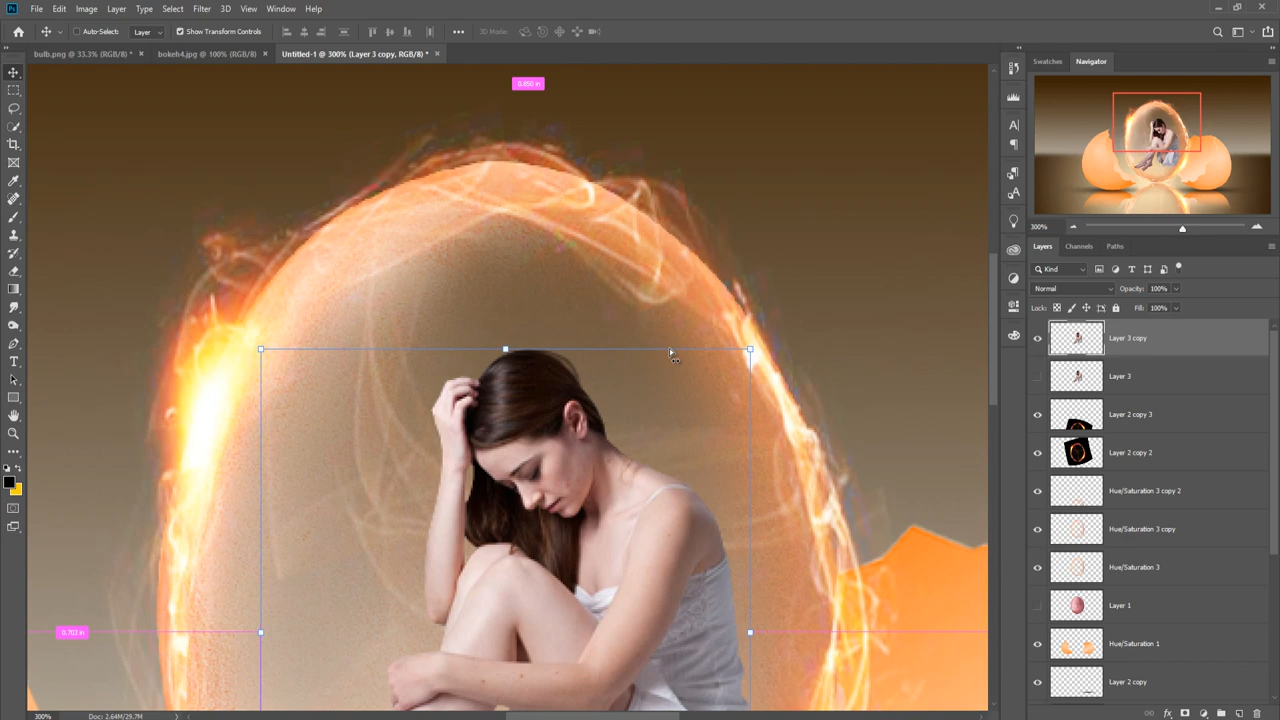 Ps File Edit Image Layer Type Select Filter 3D View Window Help
Auto-Select: Layer Show Transform Controls 3D Mode:
bulb.png @ 33.3% (RGB/8) * bokeh4.jpg @ 100% (RGB/8) Untitled-1 @ 300% (Layer 3 copy, RGB/8) *
Swatches Navigator
0.850 in
300%
Layers Channels Paths
Kind
Normal Opacity: 100%
Lock: Fill: 100%
Layer 3 copy
Layer 3
Layer 2 copy 3
Layer 2 copy 2
Hue/Saturation 3 copy 2
Hue/Saturation 3 copy
Hue/Saturation 3
Layer 1
0.703 in
Hue/Saturation 1
Layer 2 copy
300% Doc: 2.64M/29.7M